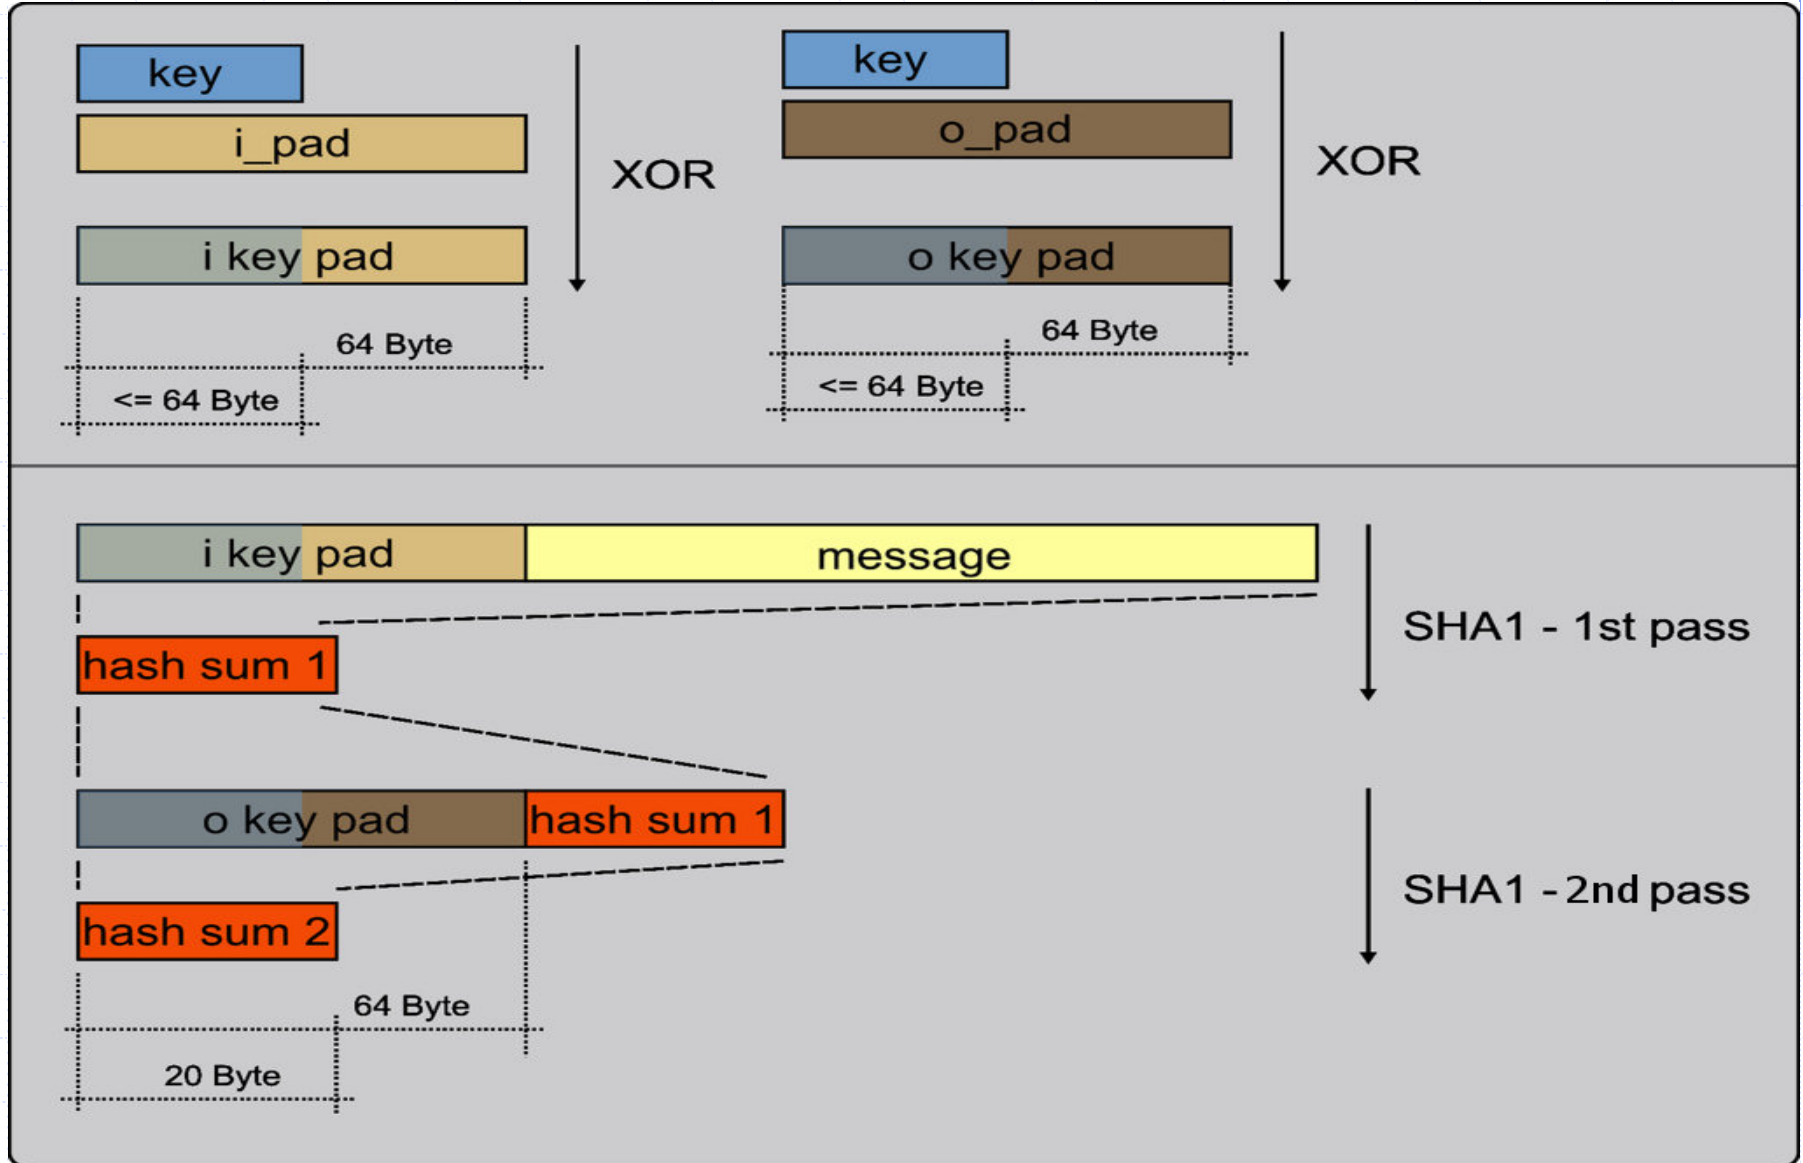 key
i_pad
XOR
i key pad
64 Byte
<= 64 Byte
key
o_pad
XOR
o key pad
64 Byte
<= 64 Byte
i key pad message
SHA1 - 1st pass
hash sum 1
o key pad hash sum 1
SHA1 - 2nd pass
hash sum 2
64 Byte
20 Byte